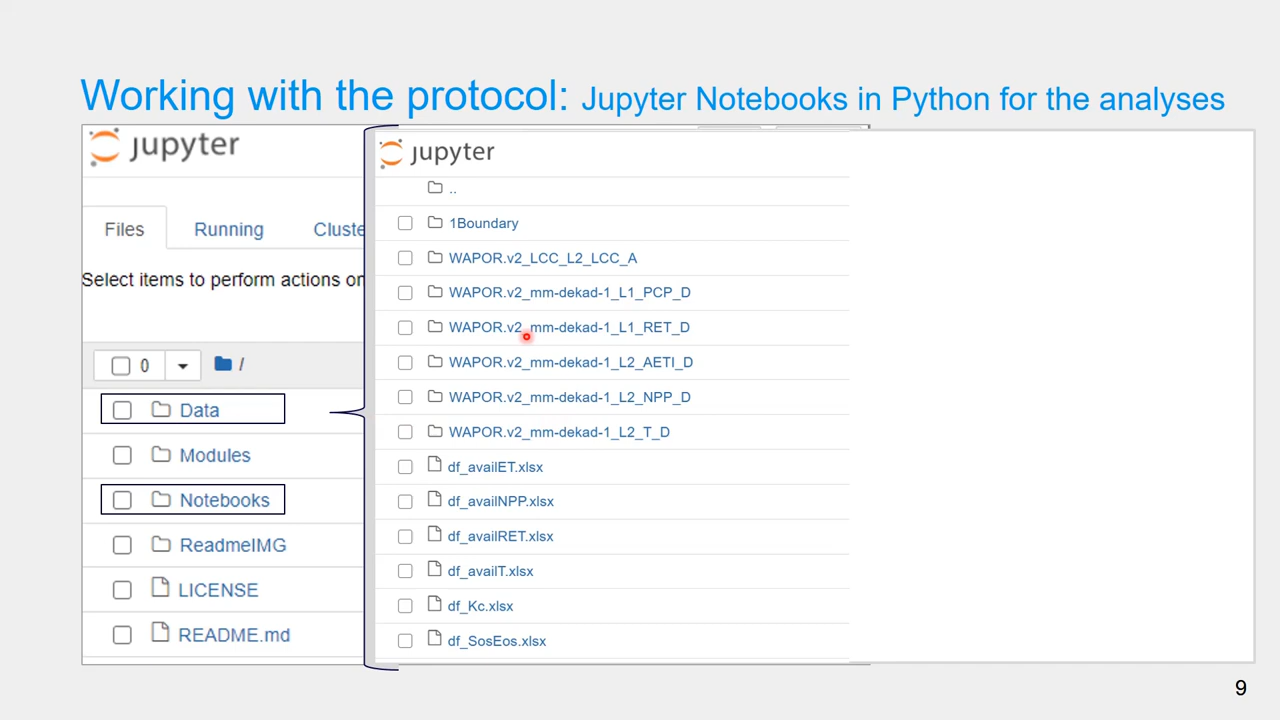 Working with the protocol: Jupyter Notebooks in Python for the analyses
jupyter
Files Running Cluste
Select items to perform actions or
0 /
Data
Modules
Notebooks
ReadmeIMG
LICENSE
README.md
jupyter
..
1Boundary
WAPOR.v2_LCC_L2_LCC_A
WAPOR.v2_mm-dekad-1_L1_PCP_D
WAPOR.v2_mm-dekad-1_L1_RET_D
WAPOR.v2_mm-dekad-1_L2_AETI_D
WAPOR.v2_mm-dekad-1_L2_NPP_D
WAPOR.v2_mm-dekad-1_L2_T_D
df_availET.xlsx
df_availNPP.xlsx
df_availRET.xlsx
df_availT.xlsx
df_Kc.xlsx
df_SosEos.xlsx
9